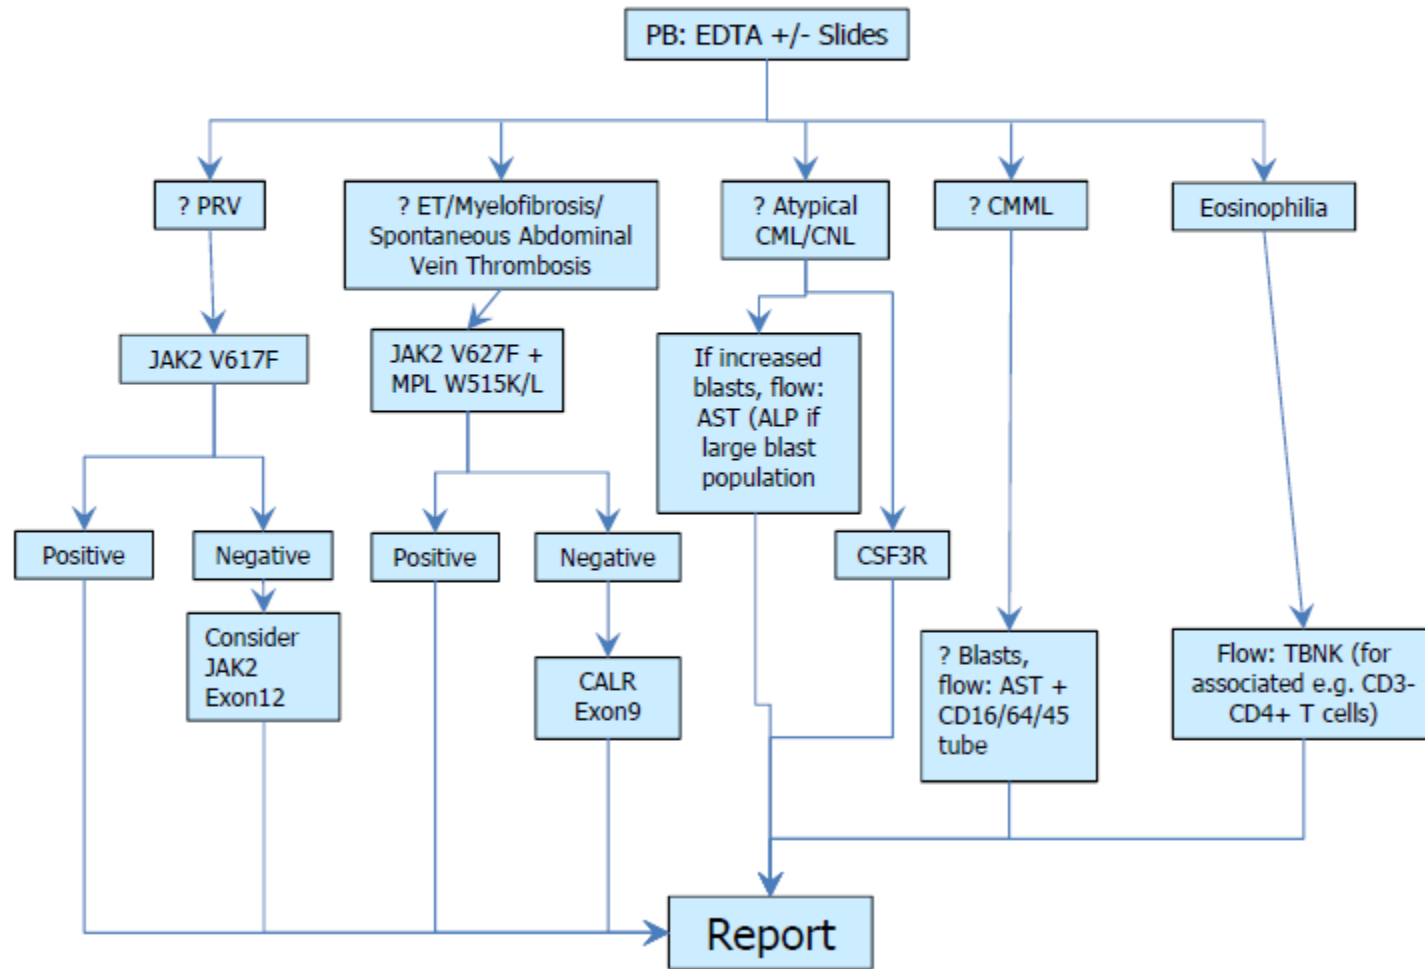 PB: EDTA +/- Slides
? PRV
? ET/Myelofibrosis/
Spontaneous Abdominal
Vein Thrombosis
? Atypical
CML/CNL
? CMML
Eosinophilia
JAK2 V617F
JAK2 V627F +
MPL W515K/L
If increased
blasts, flow:
AST (ALP if
large blast
population
Positive
Negative
Positive
Negative
CSF3R
Consider
JAK2
Exon12
CALR
Exon9
? Blasts,
flow: AST +
CD16/64/45
tube
Flow: TBNK (for
associated e.g. CD3-
CD4+ T cells)
Report